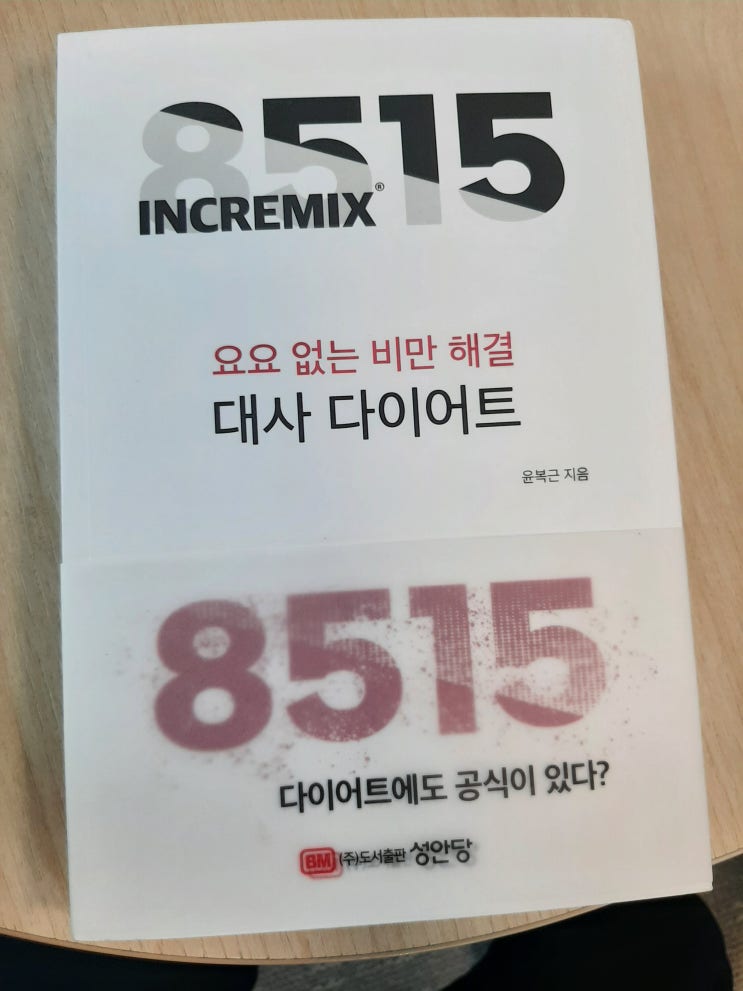 8515
INCREMIX®
요요 없는 비만 해결
대사 다이어트
윤복근 지음
8515
다이어트에도 공식이 있다?
BM (주)도서출판 성안당